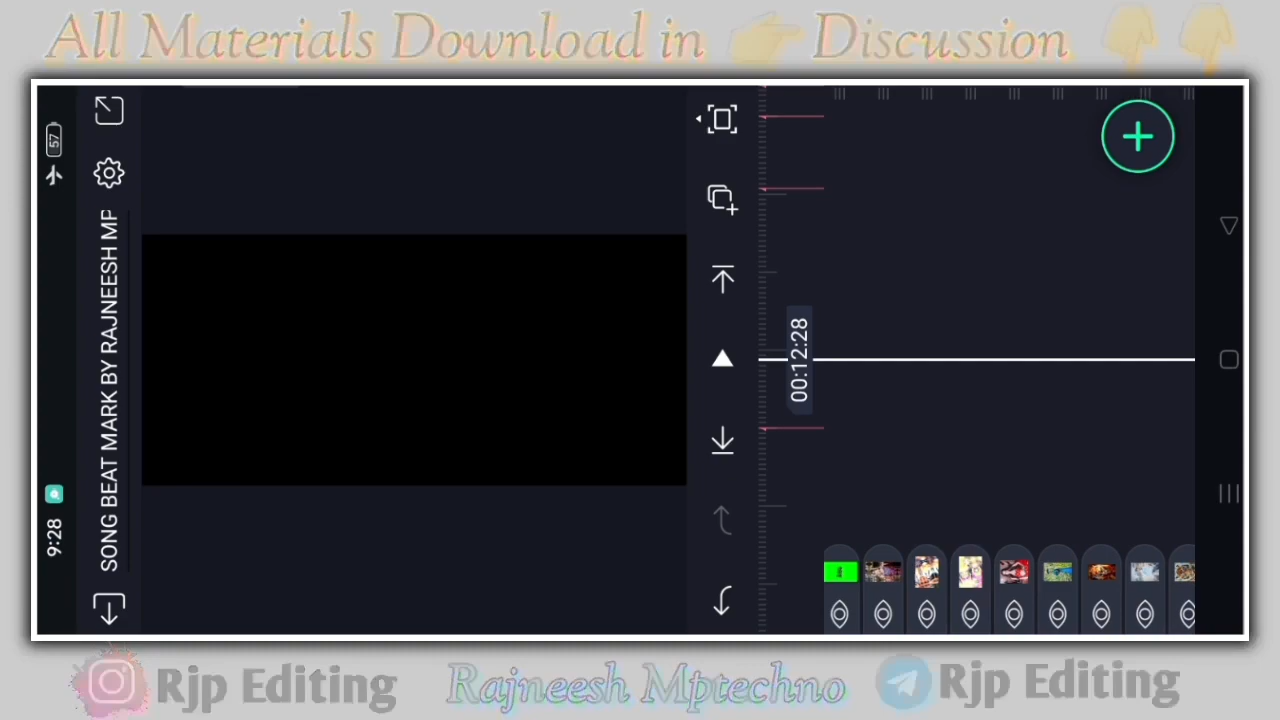 All Materials Download in 👉 Discussion 👇 👇
9:28
57
SONG BEAT MARK BY RAJNEESH MP
00:12:28
Rjp Editing
Rajneesh Mptechno
Rjp Editing